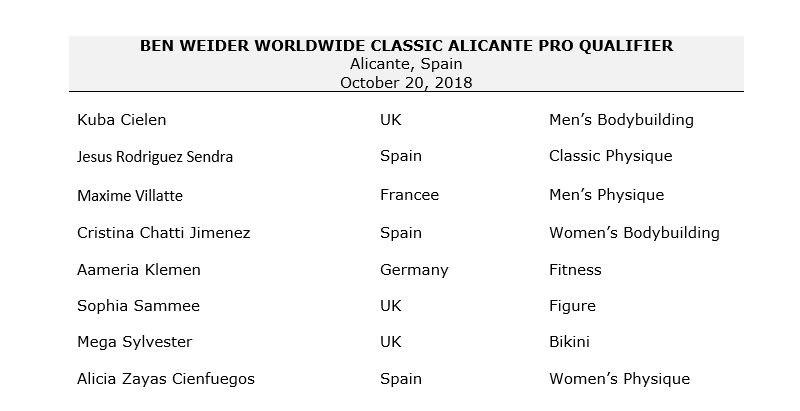 BEN WEIDER WORLDWIDE CLASSIC ALICANTE PRO QUALIFIER
Alicante, Spain
October 20, 2018
Kuba Cielen UK Men’s Bodybuilding
Jesus Rodriguez Sendra Spain Classic Physique
Maxime Villatte Francee Men’s Physique
Cristina Chatti Jimenez Spain Women’s Bodybuilding
Aameria Klemen Germany Fitness
Sophia Sammee UK Figure
Mega Sylvester UK Bikini
Alicia Zayas Cienfuegos Spain Women’s Physique